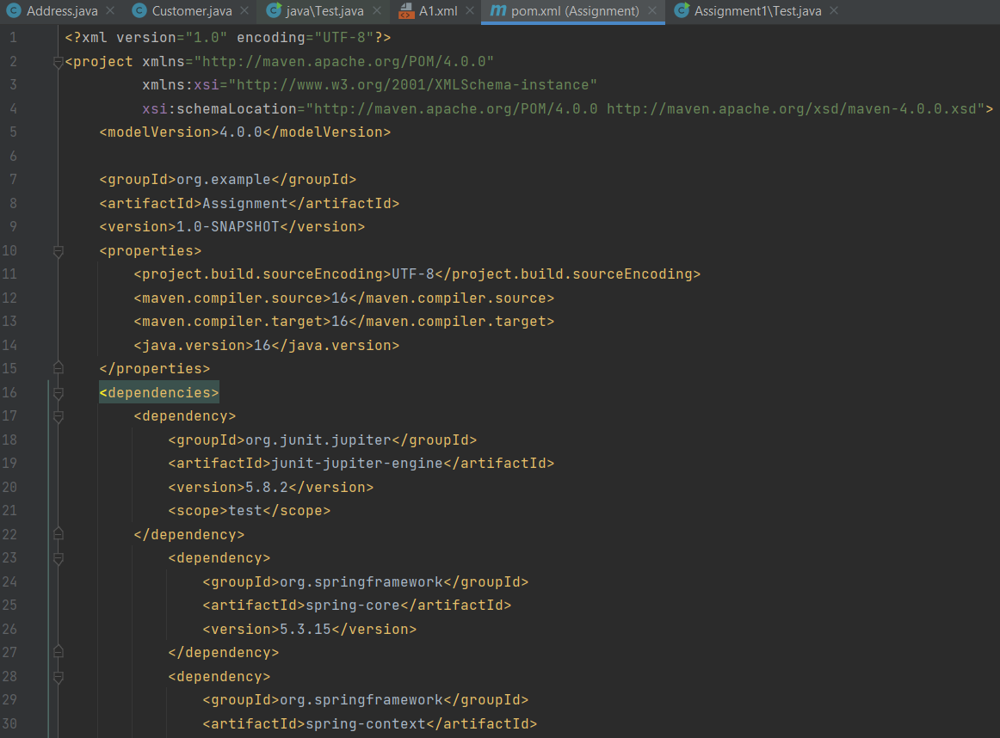 Address.java Customer.java java\Test.java A1.xml pom.xml (Assignment) Assignment1\Test.java
1 <?xml version="1.0" encoding="UTF-8"?>
2 <project xmlns="http://maven.apache.org/POM/4.0.0"
3 xmlns:xsi="http://www.w3.org/2001/XMLSchema-instance"
4 xsi:schemaLocation="http://maven.apache.org/POM/4.0.0 http://maven.apache.org/xsd/maven-4.0.0.xsd">
5 <modelVersion>4.0.0</modelVersion>
6
7 <groupId>org.example</groupId>
8 <artifactId>Assignment</artifactId>
9 <version>1.0-SNAPSHOT</version>
10 <properties>
11 <project.build.sourceEncoding>UTF-8</project.build.sourceEncoding>
12 <maven.compiler.source>16</maven.compiler.source>
13 <maven.compiler.target>16</maven.compiler.target>
14 <java.version>16</java.version>
15 </properties>
16 <dependencies>
17 <dependency>
18 <groupId>org.junit.jupiter</groupId>
19 <artifactId>junit-jupiter-engine</artifactId>
20 <version>5.8.2</version>
21 <scope>test</scope>
22 </dependency>
23 <dependency>
24 <groupId>org.springframework</groupId>
25 <artifactId>spring-core</artifactId>
26 <version>5.3.15</version>
27 </dependency>
28 <dependency>
29 <groupId>org.springframework</groupId>
30 <artifactId>spring-context</artifactId>